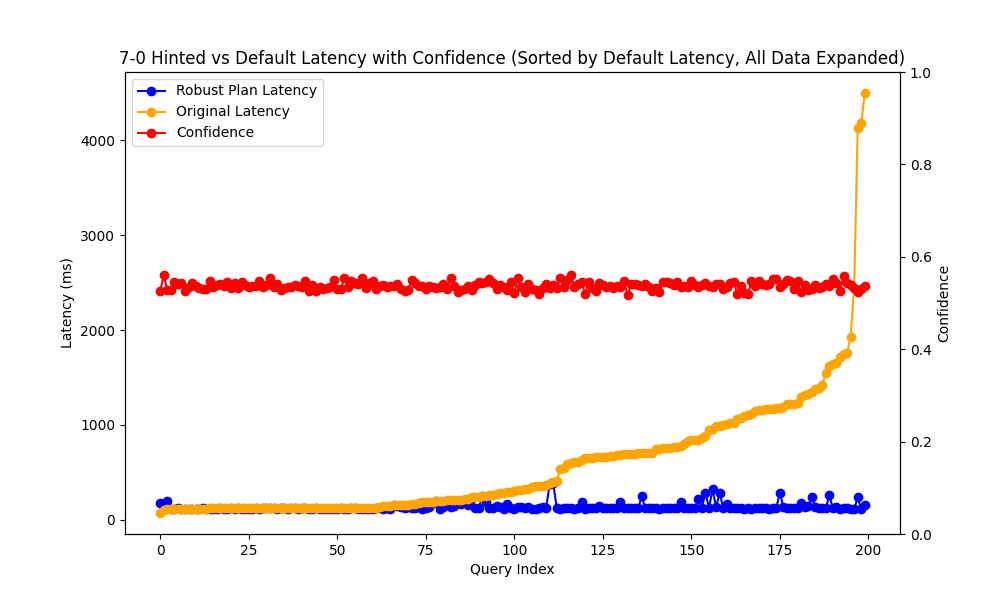 7-0 Hinted vs Default Latency with Confidence (Sorted by Default Latency, All Data Expanded)
Robust Plan Latency
Original Latency
Confidence
4000
3000
2000
1000
0
Latency (ms)
1.0
0.8
0.6
0.4
0.2
0.0
Confidence
0 25 50 75 100 125 150 175 200
Query Index